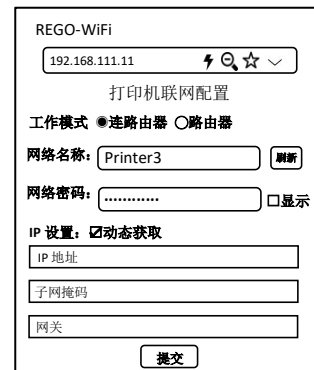 REGO-WiFi
192.168.111.11
打印机联网配置
工作模式 ◉连路由器 ○路由器
网络名称: Printer3 刷新
网络密码: ············ □显示
IP 设置: ☑动态获取
IP 地址
子网掩码
网关
提交